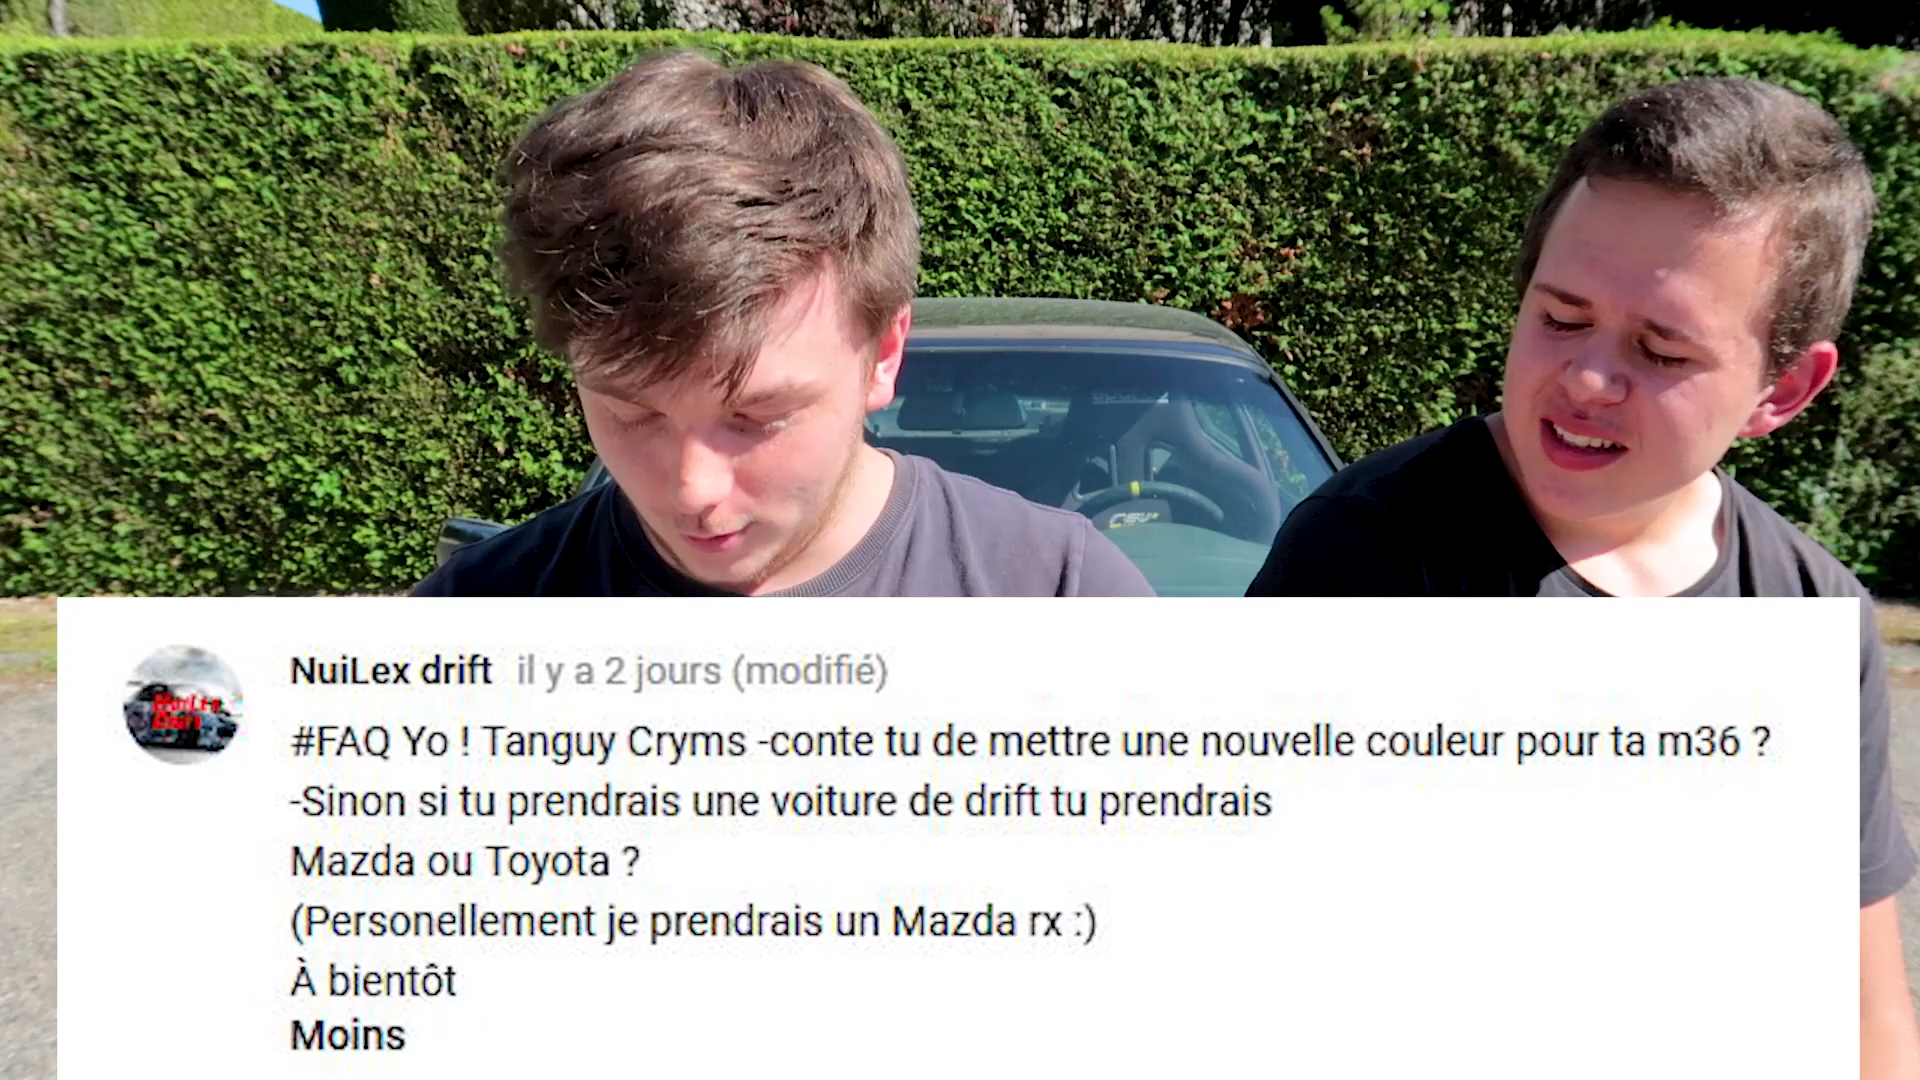 NuiLex drift il y a 2 jours (modifié)
#FAQ Yo ! Tanguy Cryms -conte tu de mettre une nouvelle couleur pour ta m36 ?
-Sinon si tu prendrais une voiture de drift tu prendrais
Mazda ou Toyota ?
(Personellement je prendrais un Mazda rx :)
À bientôt
Moins